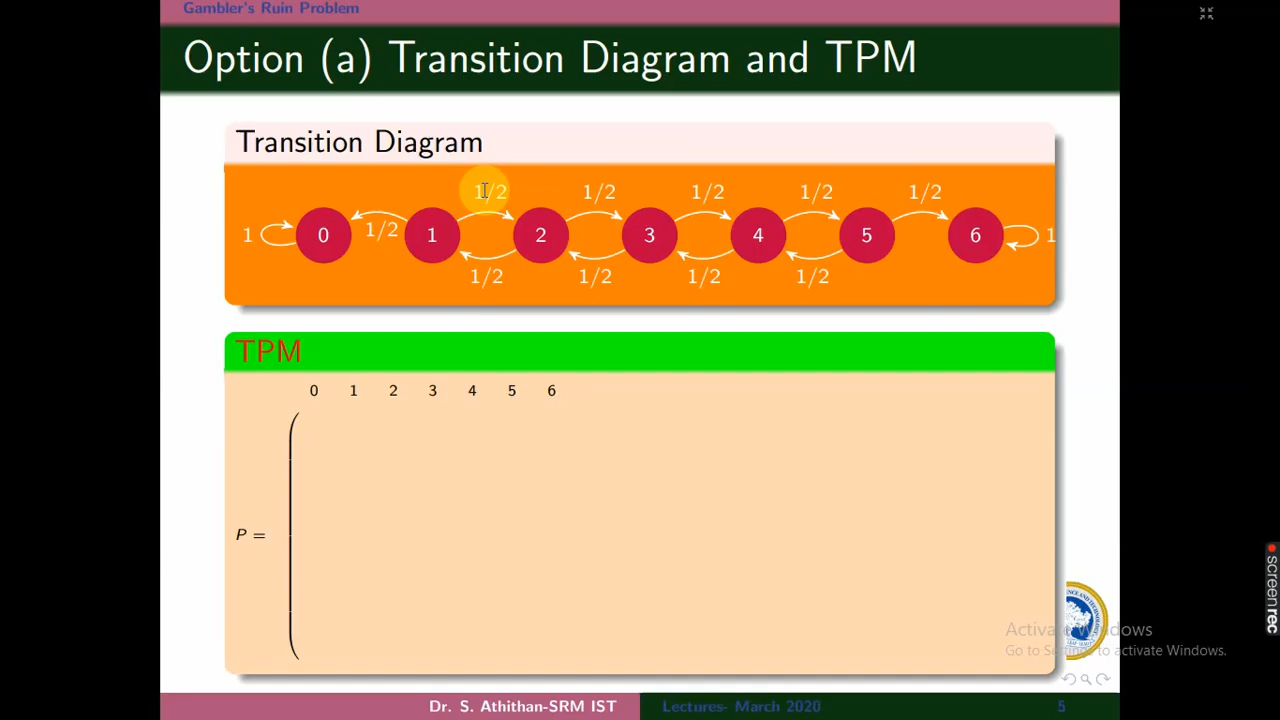 Gambler's Ruin Problem
Option (a) Transition Diagram and TPM
Transition Diagram
1/2 1/2 1/2 1/2 1/2
1 0 1/2 1 2 3 4 5 6 1
1/2 1/2 1/2 1/2
TPM
0 1 2 3 4 5 6
P =
Activate Windows
Go to Settings to activate Windows.
Dr. S. Athithan-SRM IST Lectures- March 2020 5
screenrec